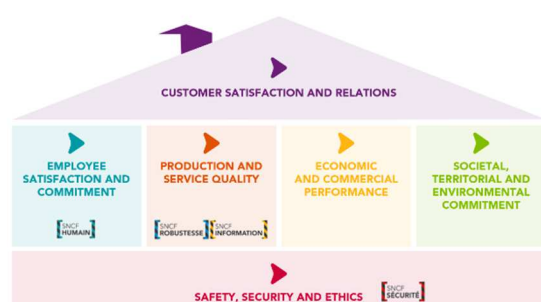 CUSTOMER SATISFACTION AND RELATIONS
EMPLOYEE
SATISFACTION AND
COMMITMENT
SNCF
HUMAIN
PRODUCTION AND
SERVICE QUALITY
SNCF
ROBUSTESSE
SNCF
INFORMATION
ECONOMIC
AND COMMERCIAL
PERFORMANCE
SOCIETAL,
TERRITORIAL AND
ENVIRONMENTAL
COMMITMENT
SAFETY, SECURITY AND ETHICS
SNCF
SÉCURITÉ